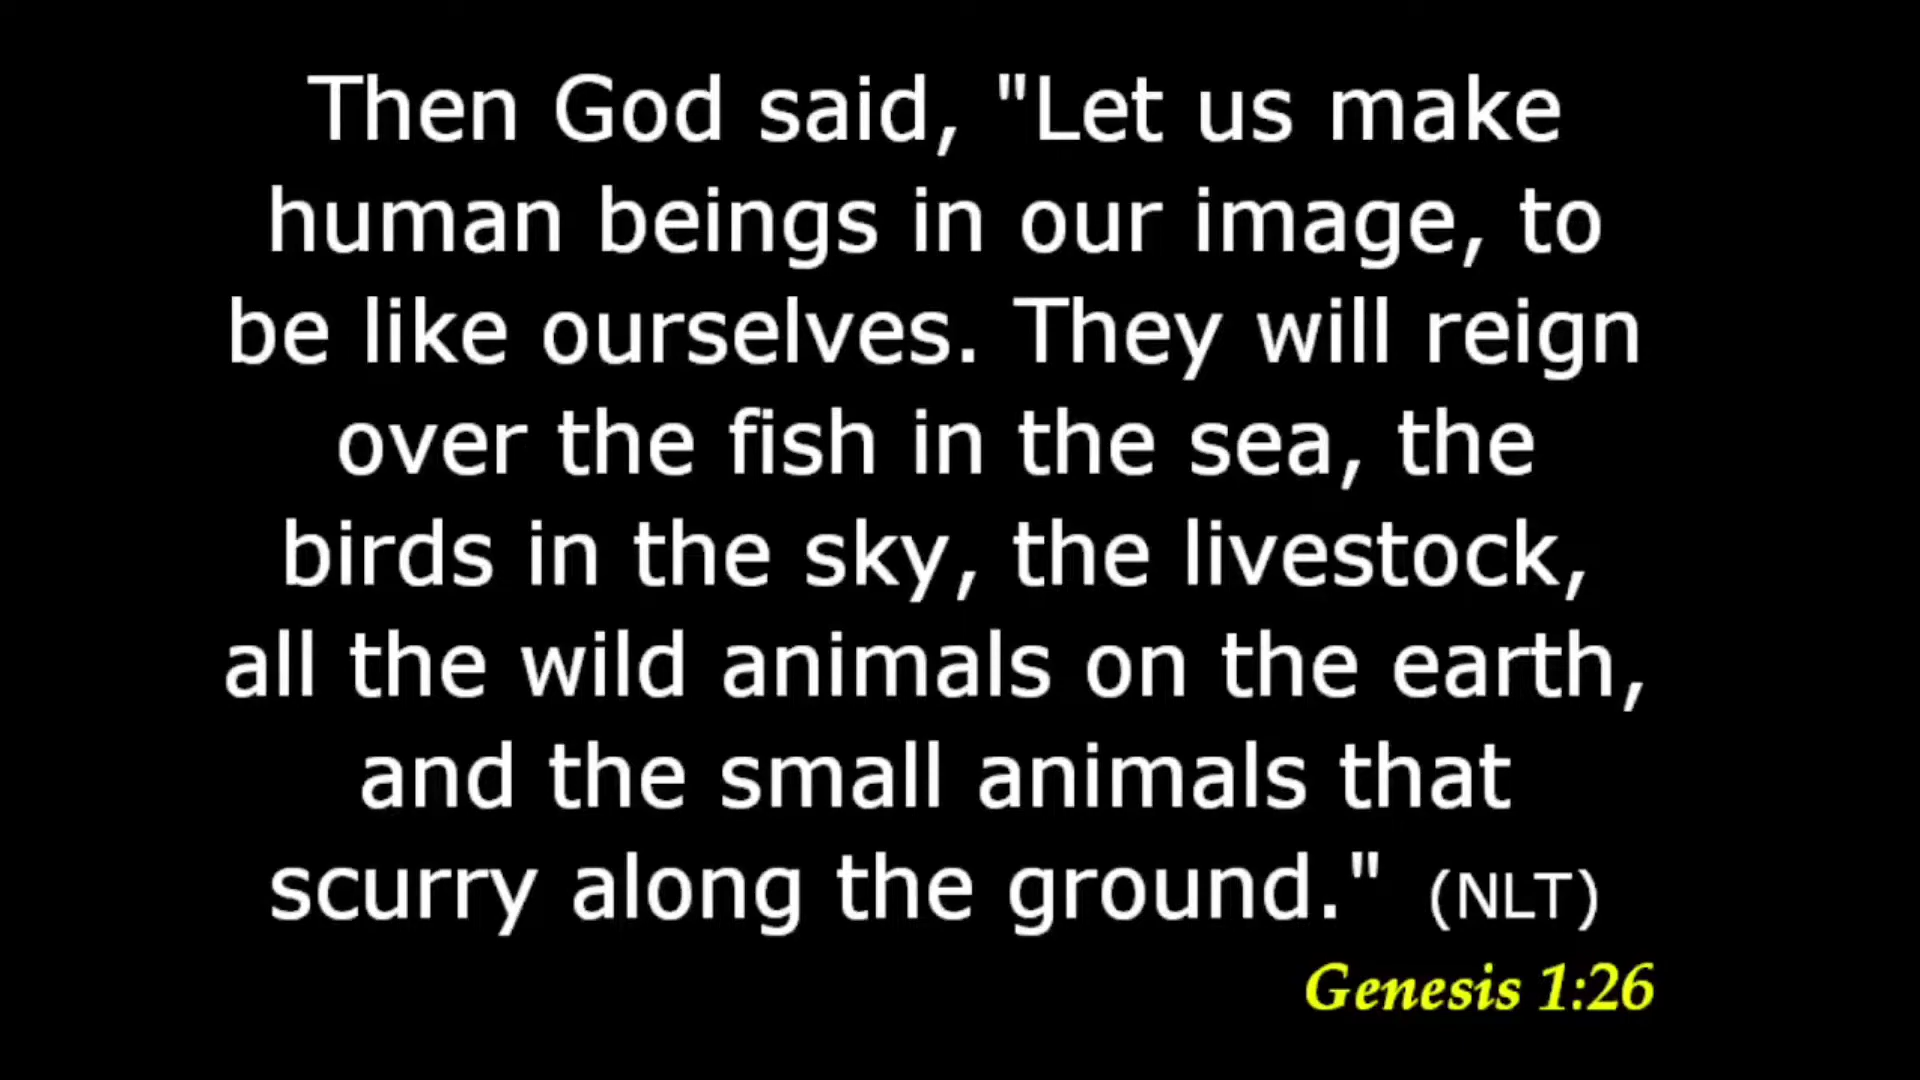 Then God said, "Let us make
human beings in our image, to
be like ourselves. They will reign
over the fish in the sea, the
birds in the sky, the livestock,
all the wild animals on the earth,
and the small animals that
scurry along the ground." (NLT)
Genesis 1:26